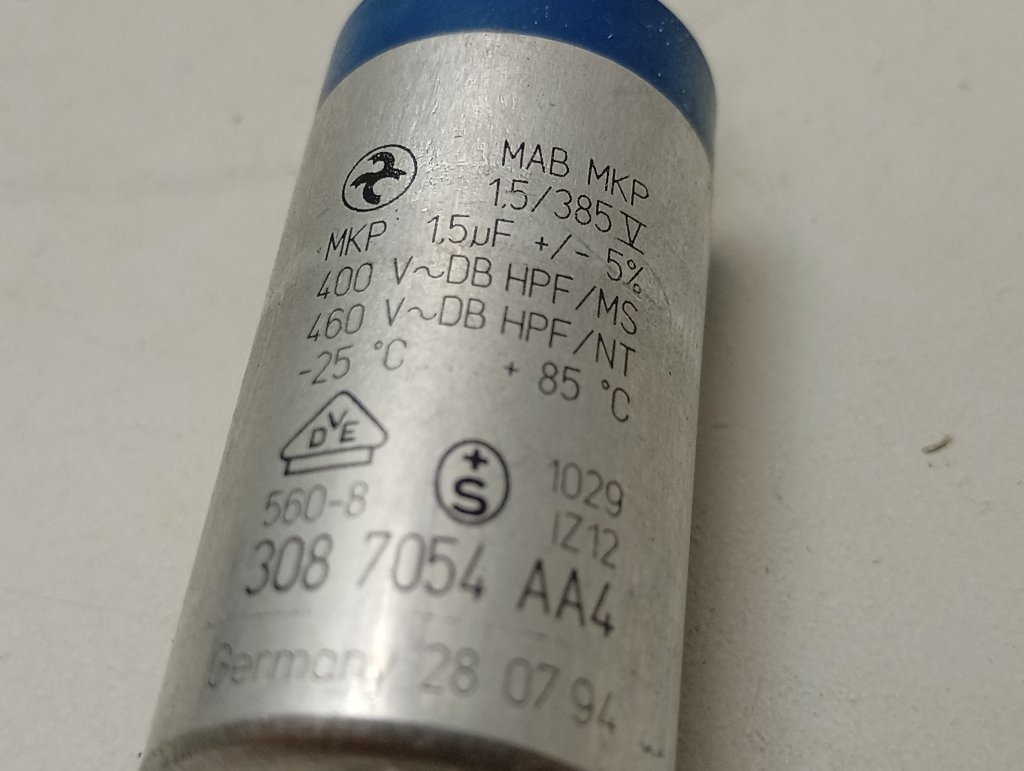 MAB MKP
1.5/385 V
MKP 1.5µF +/- 5%
400 V~DB HPF/MS
460 V~DB HPF/NT
-25 °C + 85 °C
DVE
560-8
+S
1029
IZ12
308 7054 AA4
Germany 28 07 94